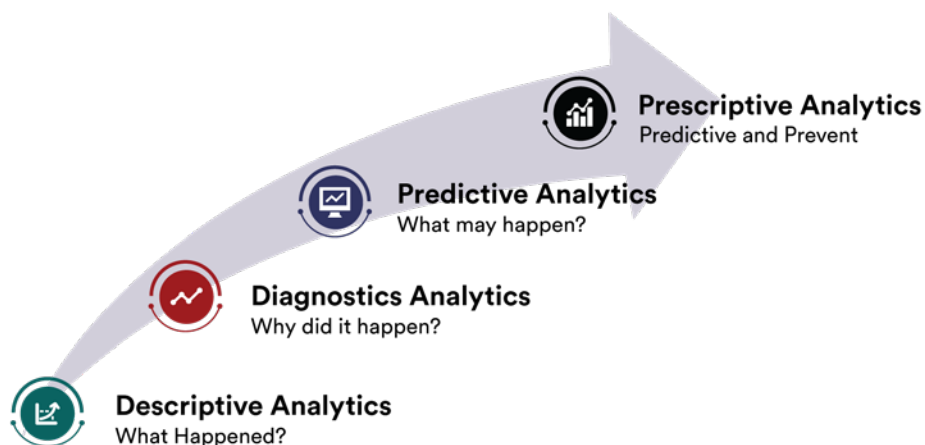 Prescriptive Analytics
Predictive and Prevent
Predictive Analytics
What may happen?
Diagnostics Analytics
Why did it happen?
Descriptive Analytics
What Happened?